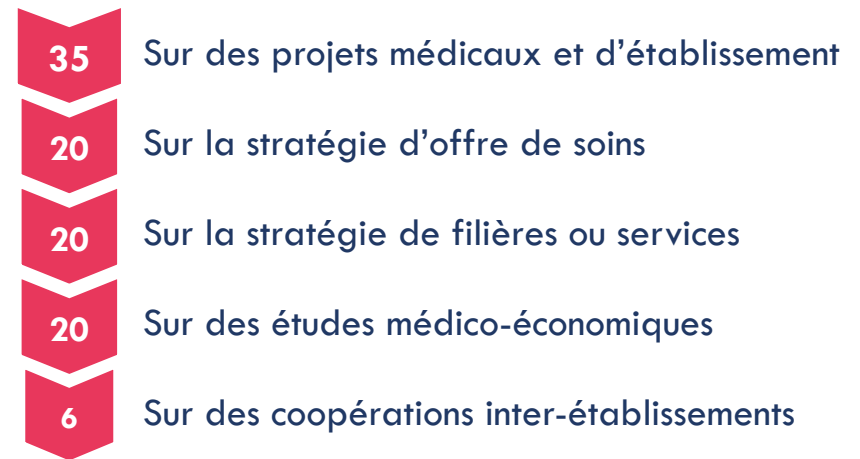 35 Sur des projets médicaux et d’établissement
20 Sur la stratégie d’offre de soins
20 Sur la stratégie de filières ou services
20 Sur des études médico-économiques
6 Sur des coopérations inter-établissements